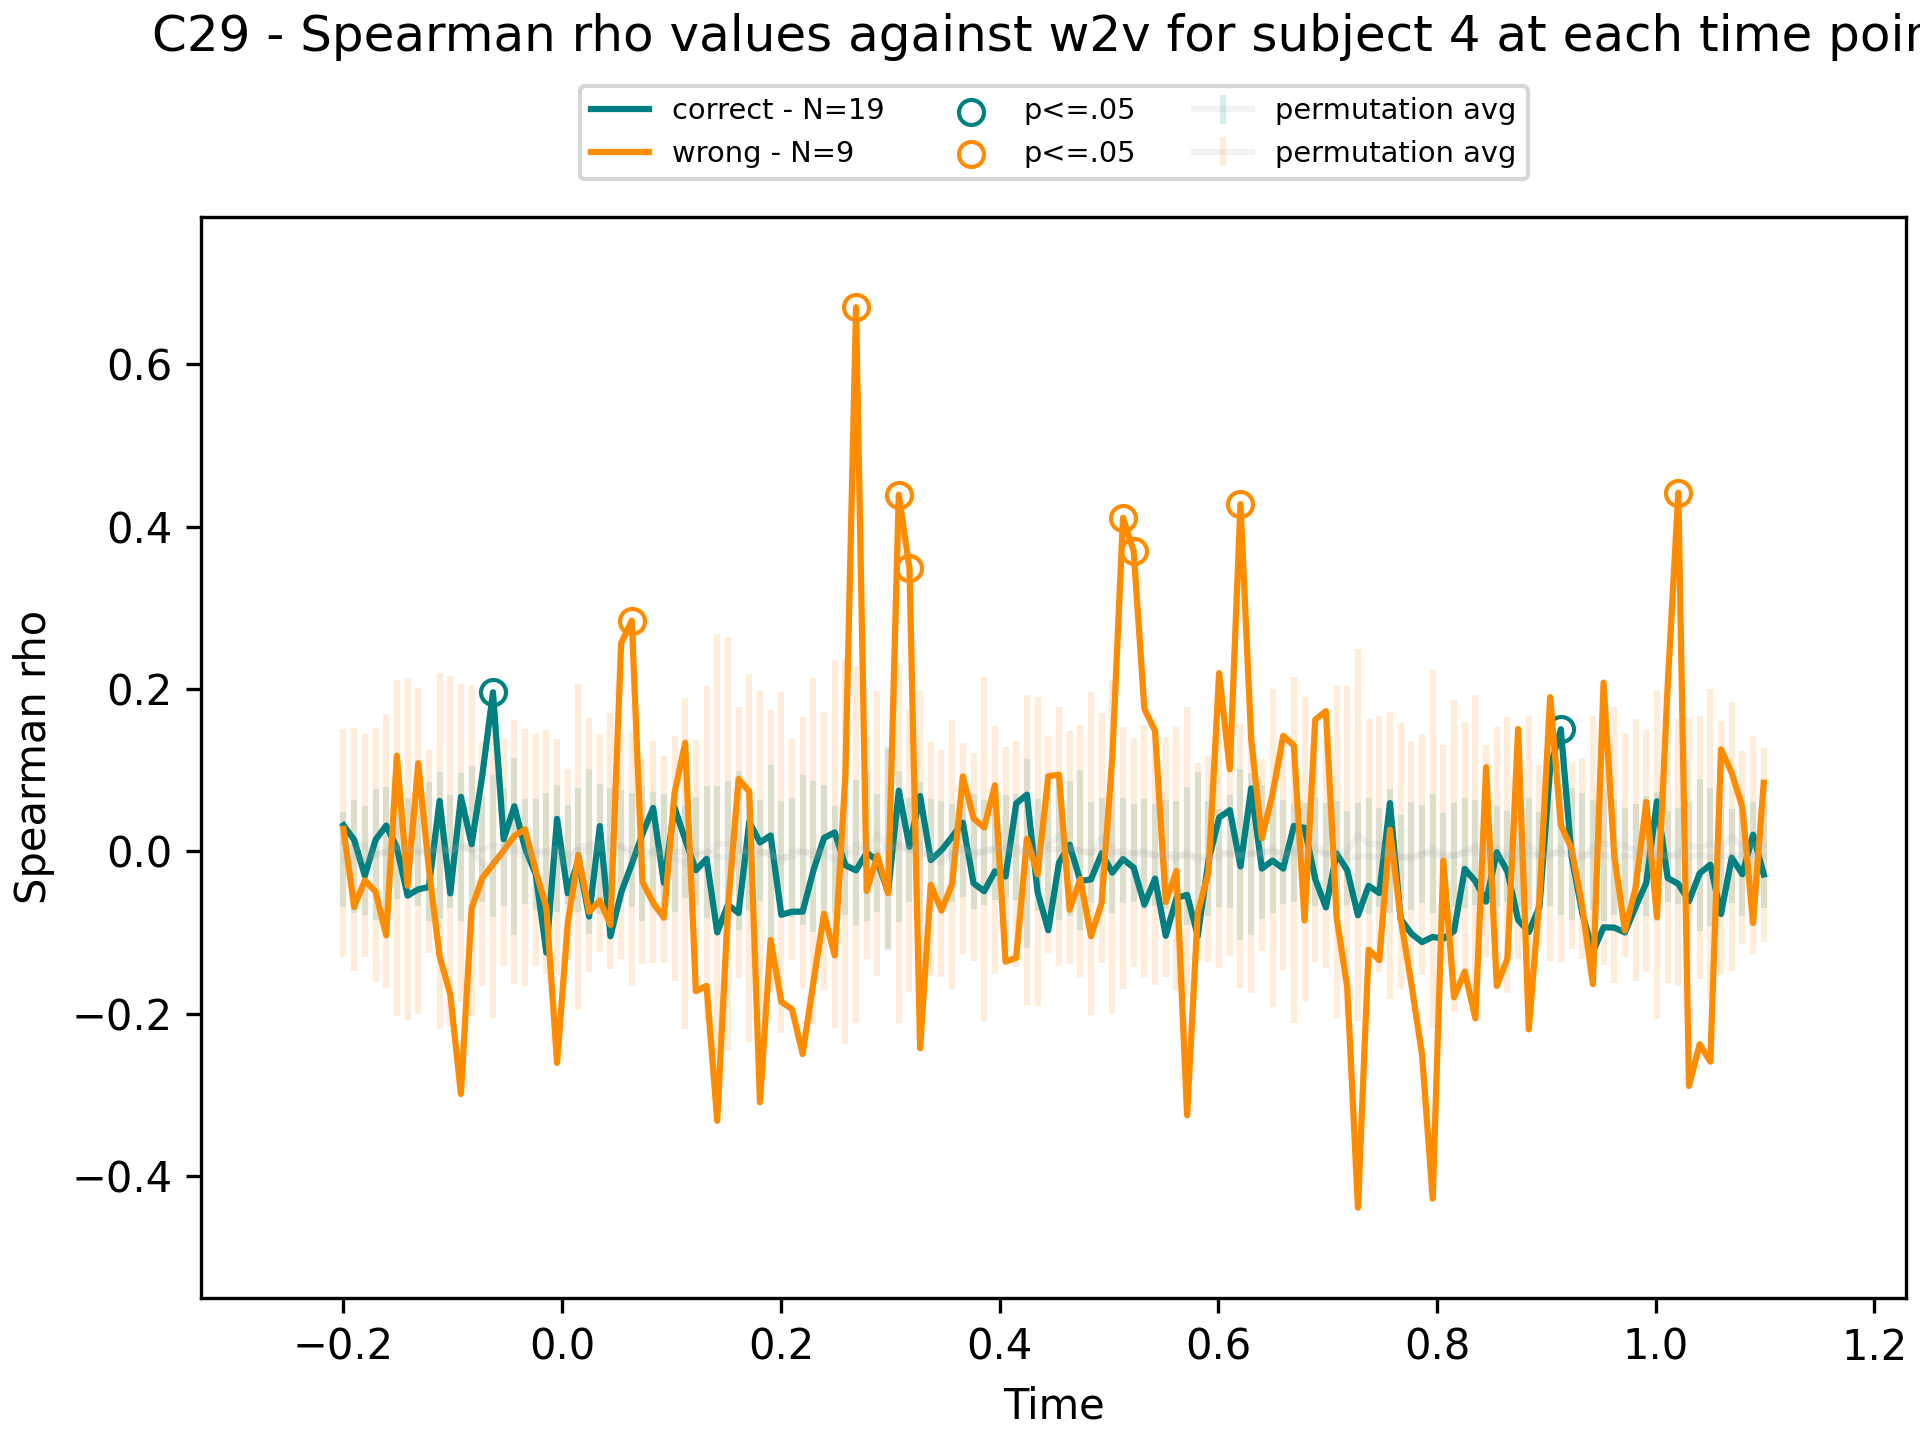 C29 - Spearman rho values against w2v for subject 4 at each time
correct - N=19 p<=.05 permutation avg
wrong - N=9 p<=.05 permutation avg
Spearman rho
0.6
0.4
0.2
0.0
−0.2
−0.4
−0.2 0.0 0.2 0.4 0.6 0.8 1.0 1.2
Time